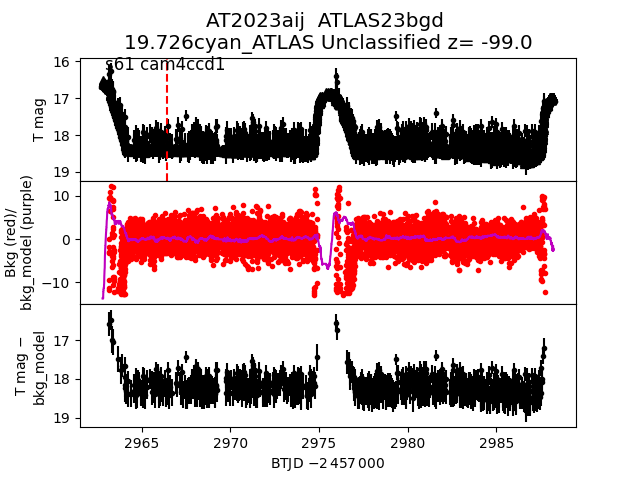 AT2023aij  ATLAS23bgd
19.726cyan_ATLAS Unclassified z= -99.0
s61 cam4ccd1
16
17
18
19
T mag
10
0
−10
Bkg (red)/
bkg_model (purple)
17
18
19
T mag −
bkg_model
2965
2970
2975
2980
2985
BTJD −2 457 000